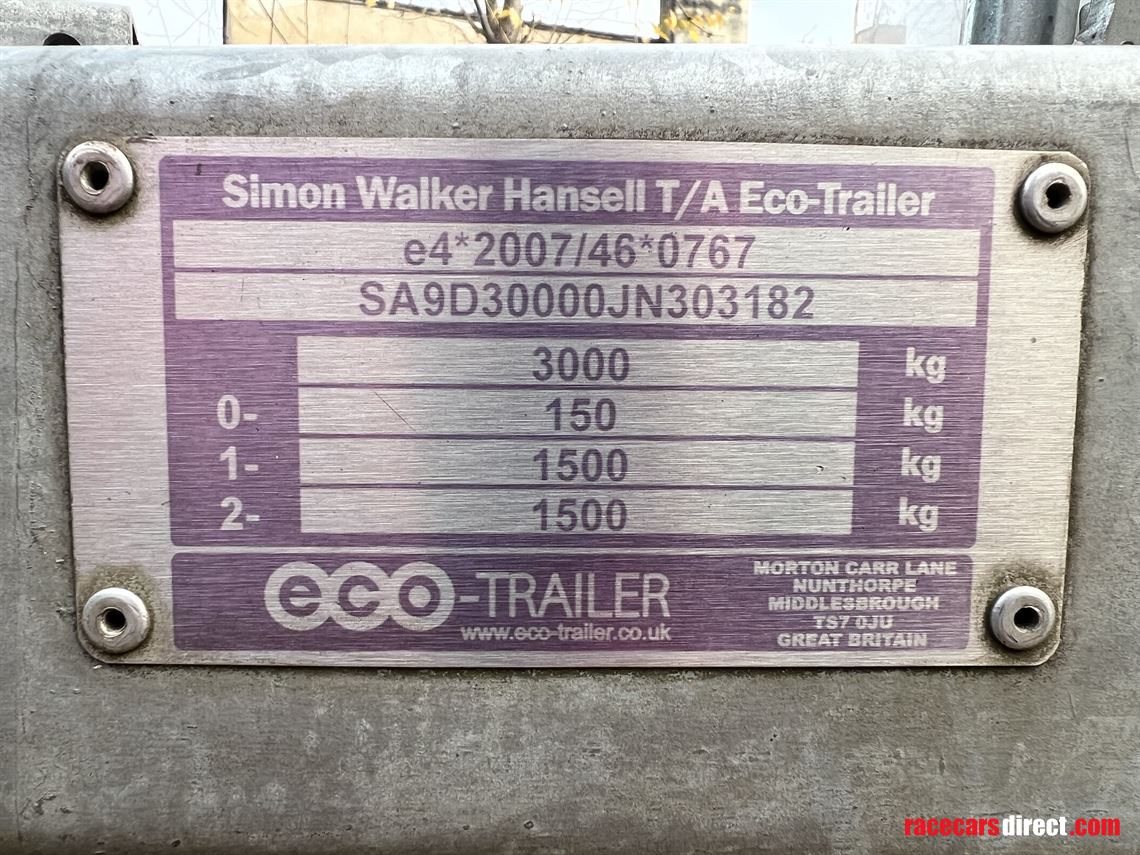 Simon Walker Hansell T/A Eco-Trailer
e4*2007/46*0767
SA9D30000JN303182
3000 kg
0- 150 kg
1- 1500 kg
2- 1500 kg
eco-TRAILER
www.eco-trailer.co.uk
MORTON CARR LANE
NUNTHORPE
MIDDLESBROUGH
TS7 0JU
GREAT BRITAIN
racecarsdirect.com